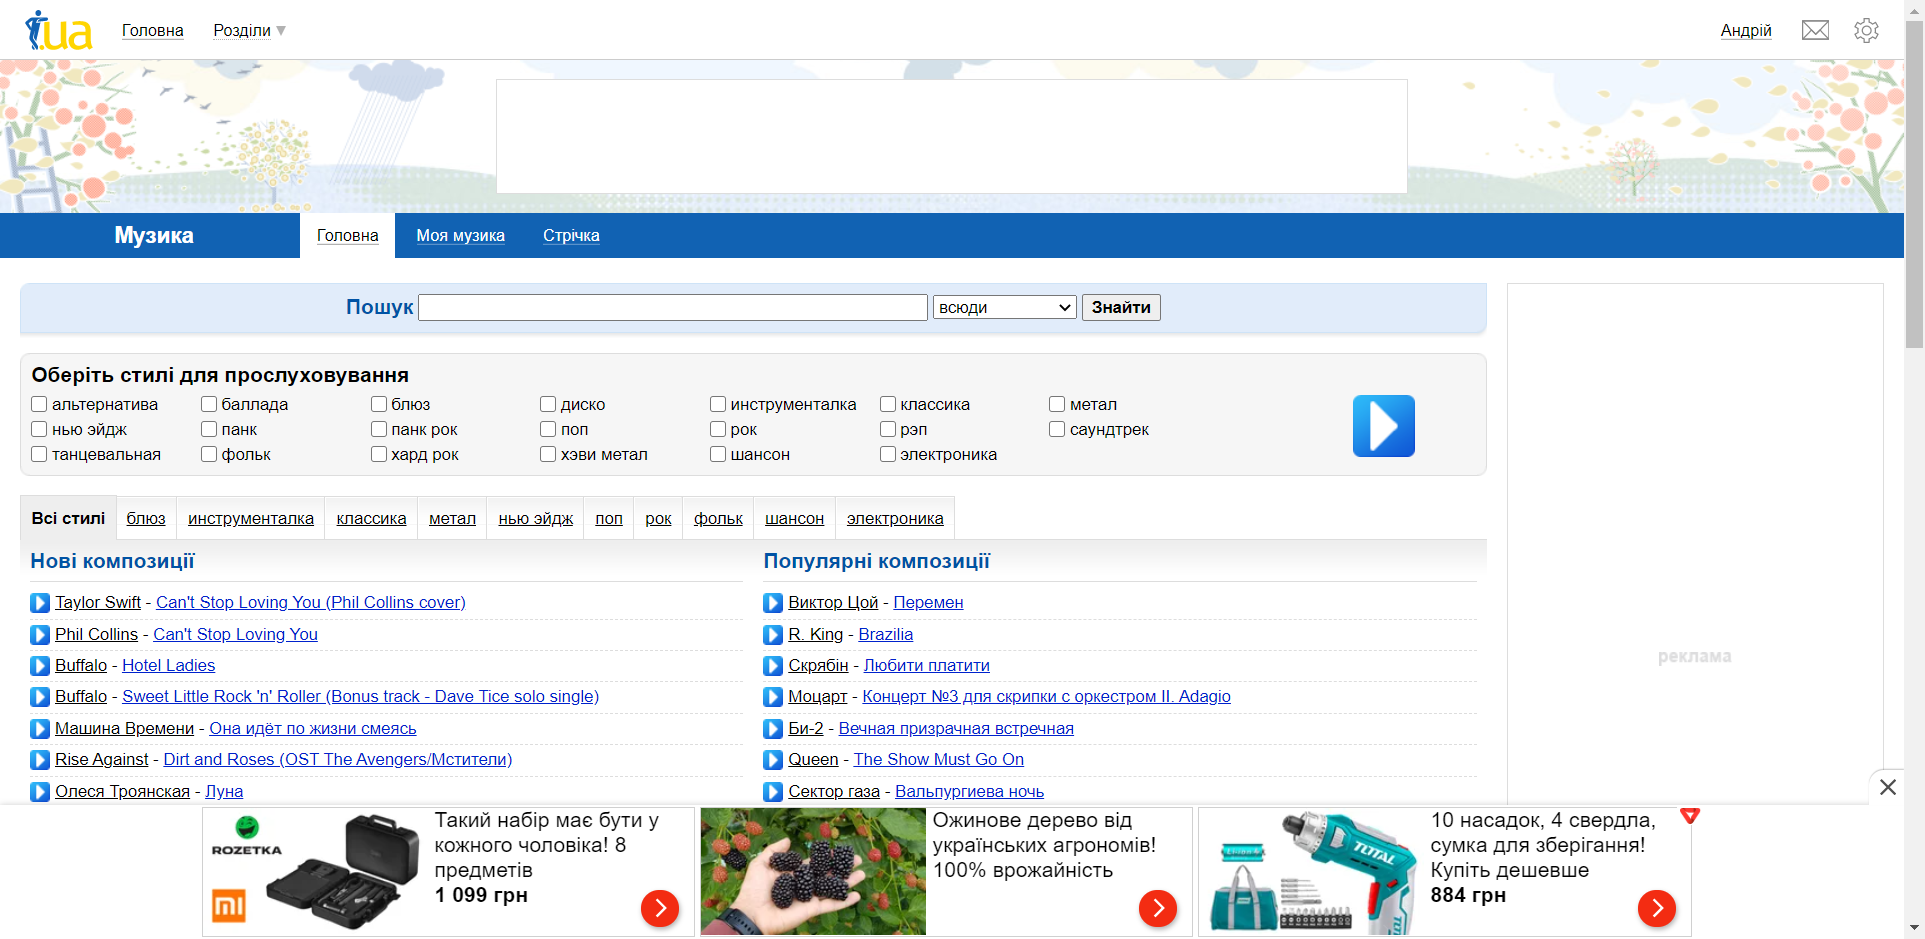 i.ua
Головна
Розділи
Андрій
Музика
Головна
Моя музика
Стрічка
Пошук
всюди
Знайти
Оберіть стилі для прослуховування
альтернатива баллада блюз диско инструменталка классика метал
нью эйдж панк панк рок поп рок рэп саундтрек
танцевальная фольк хард рок хэви метал шансон электроника
Всі стилі блюз инструменталка классика метал нью эйдж поп рок фольк шансон электроника
Нові композиції
Taylor Swift - Can't Stop Loving You (Phil Collins cover)
Phil Collins - Can't Stop Loving You
Buffalo - Hotel Ladies
Buffalo - Sweet Little Rock 'n' Roller (Bonus track - Dave Tice solo single)
Машина Времени - Она идёт по жизни смеясь
Rise Against - Dirt and Roses (OST The Avengers/Мстители)
Олеся Троянская - Луна
Популярні композиції
Виктор Цой - Перемен
R. King - Brazilia
Скрябін - Любити платити
Моцарт - Концерт №3 для скрипки с оркестром II. Adagio
Би-2 - Вечная призрачная встречная
Queen - The Show Must Go On
Сектор газа - Вальпургиева ночь
реклама
ROZETKA
Такий набір має бути у
кожного чоловіка! 8
предметів
1 099 грн
Ожинове дерево від
українських агрономів!
100% врожайність
TOTAL
10 насадок, 4 свердла,
сумка для зберігання!
Купіть дешевше
884 грн